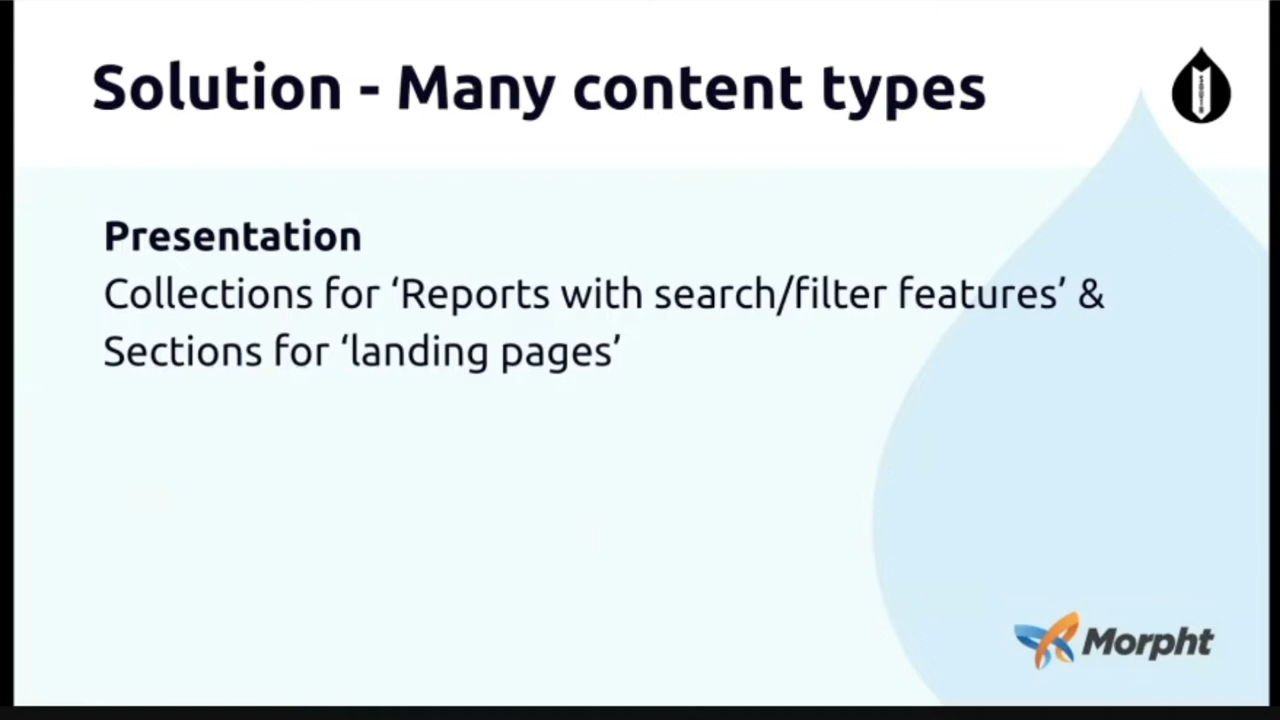 Solution - Many content types
Presentation
Collections for ‘Reports with search/filter features’ &
Sections for ‘landing pages’
Morpht